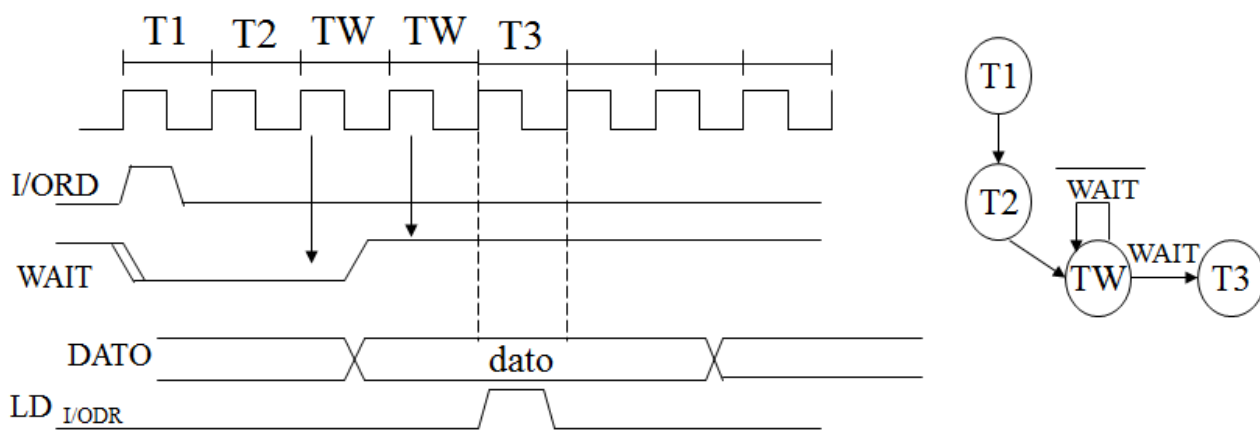 T1 T2 TW TW T3
I/ORD
WAIT
DATO dato
LD I/ODR
T1
T2
WAIT
TW WAIT T3